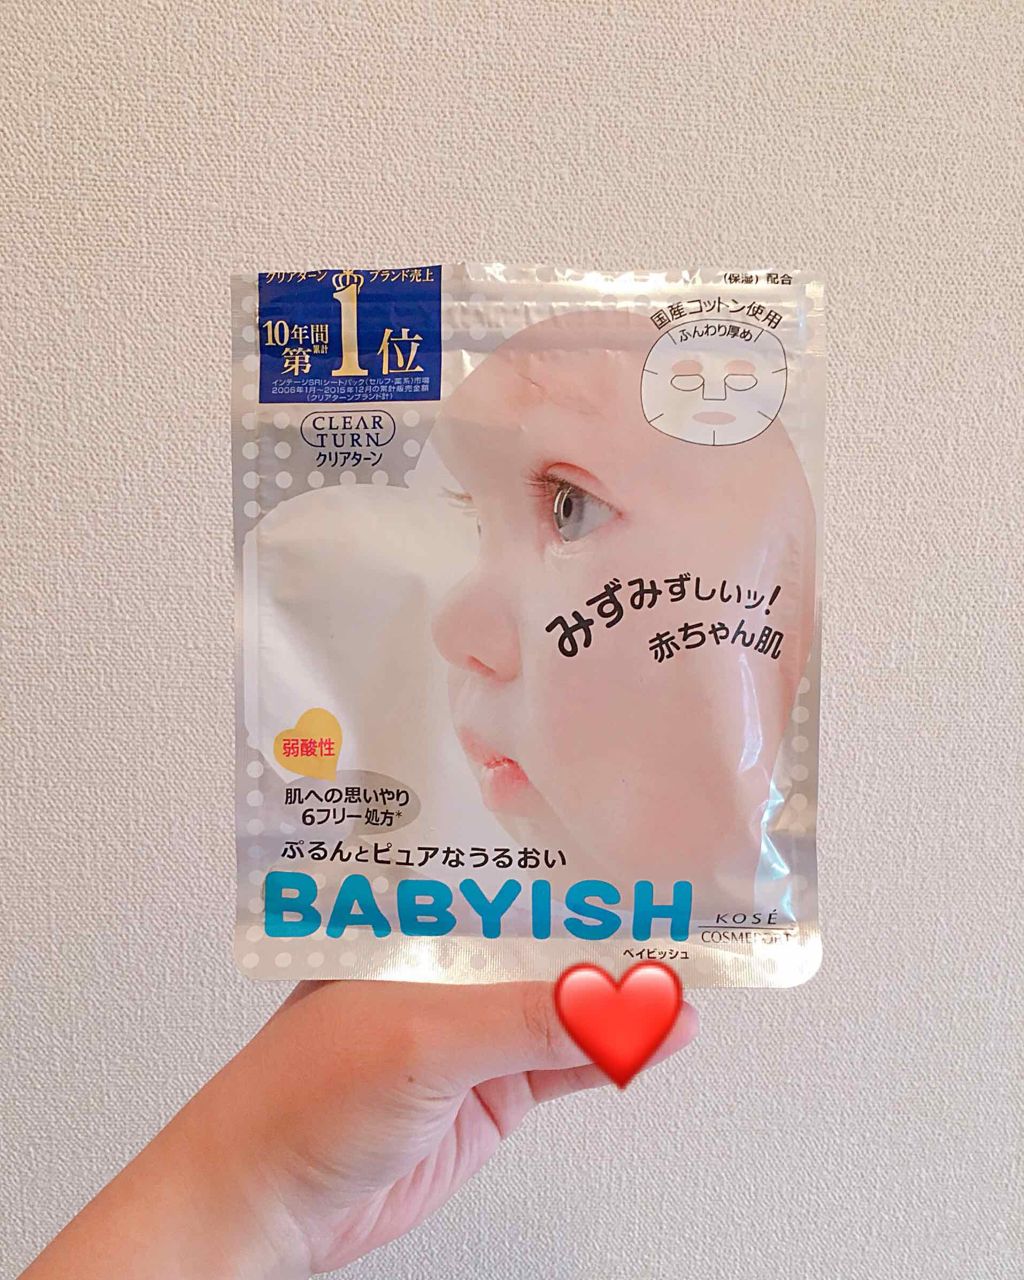 クリアターン ブランド売上
10年間
累計
第1位
インテージSRIシートパック(セルフ・薬系)市場
2006年1月~2015年12月の累計販売金額
(クリアターンブランド計)
CLEAR
TURN
クリアターン
(保湿)配合
国産コットン使用
ふんわり厚め
みずみずしいッ!
赤ちゃん肌
弱酸性
肌への思いやり
6フリー処方*
ぷるんとピュアなうるおい
BABYISH
ベイビッシュ
KOSÉ
COSMEPORT